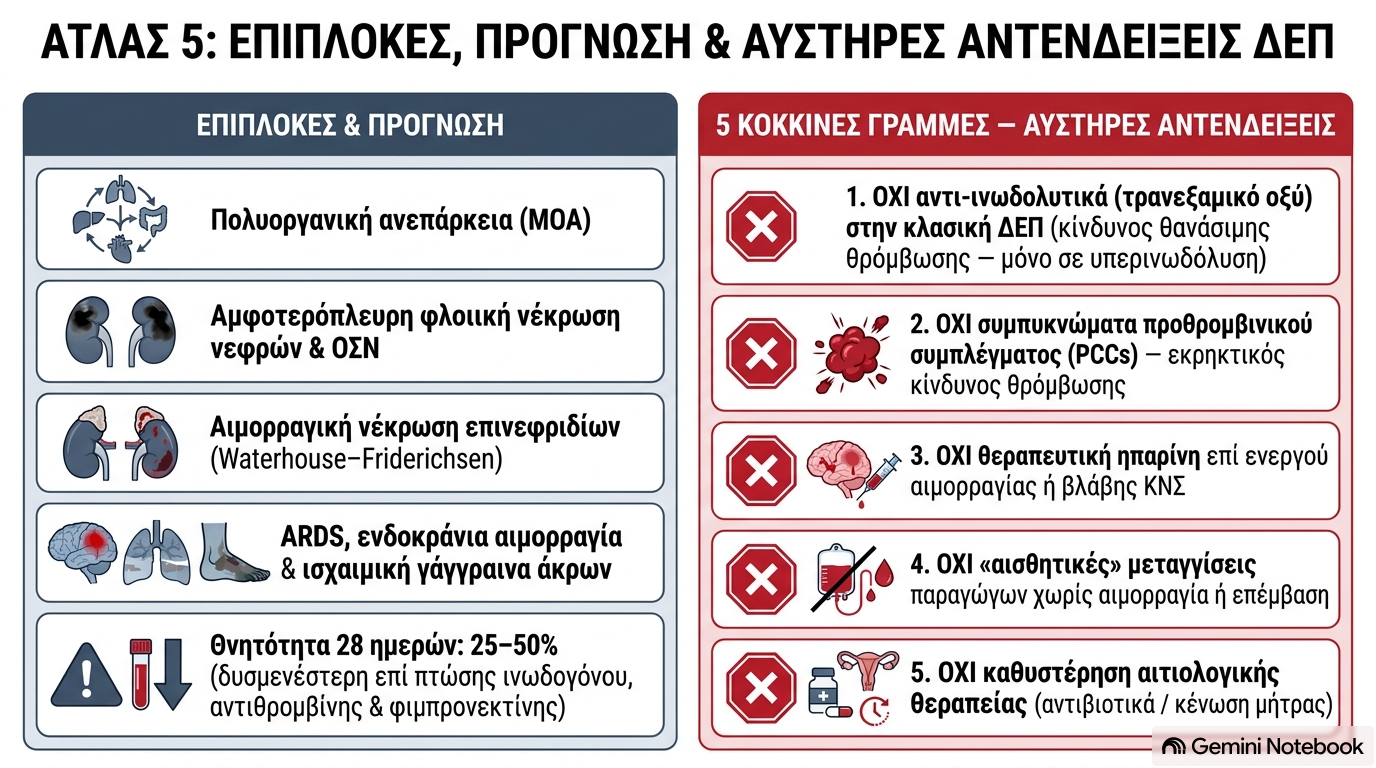 ΑΤΛΑΣ 5: ΕΠΙΠΛΟΚΕΣ, ΠΡΟΓΝΩΣΗ & ΑΥΣΤΗΡΕΣ ΑΝΤΕΝΔΕΙΞΕΙΣ ΔΕΠ
ΕΠΙΠΛΟΚΕΣ & ΠΡΟΓΝΩΣΗ
Πολυοργανική ανεπάρκεια (ΜΟΑ)
Αμφοτερόπλευρη φλοιική νέκρωση
νεφρών & ΟΣΝ
Αιμορραγική νέκρωση επινεφριδίων
(Waterhouse–Friderichsen)
ARDS, ενδοκράνια αιμορραγία
& ισχαιμική γάγγραινα άκρων
Θνητότητα 28 ημερών: 25–50%
(δυσμενέστερη επί πτώσης ινωδογόνου,
αντιθρομβίνης & φιμπρονεκτίνης)
5 ΚΟΚΚΙΝΕΣ ΓΡΑΜΜΕΣ — ΑΥΣΤΗΡΕΣ ΑΝΤΕΝΔΕΙΞΕΙΣ
1. ΟΧΙ αντι-ινωδολυτικά (τρανεξαμικό οξύ)
στην κλασική ΔΕΠ (κίνδυνος θανάσιμης
θρόμβωσης — μόνο σε υπερινωδόλυση)
2. ΟΧΙ συμπυκνώματα προθρομβινικού
συμπλέγματος (PCCs) — εκρηκτικός
κίνδυνος θρόμβωσης
3. ΟΧΙ θεραπευτική ηπαρίνη επί ενεργού
αιμορραγίας ή βλάβης ΚΝΣ
4. ΟΧΙ «αισθητικές» μεταγγίσεις
παραγώγων χωρίς αιμορραγία ή επέμβαση
5. ΟΧΙ καθυστέρηση αιτιολογικής
θεραπείας (αντιβιοτικά / κένωση μήτρας)
Gemini Notebook